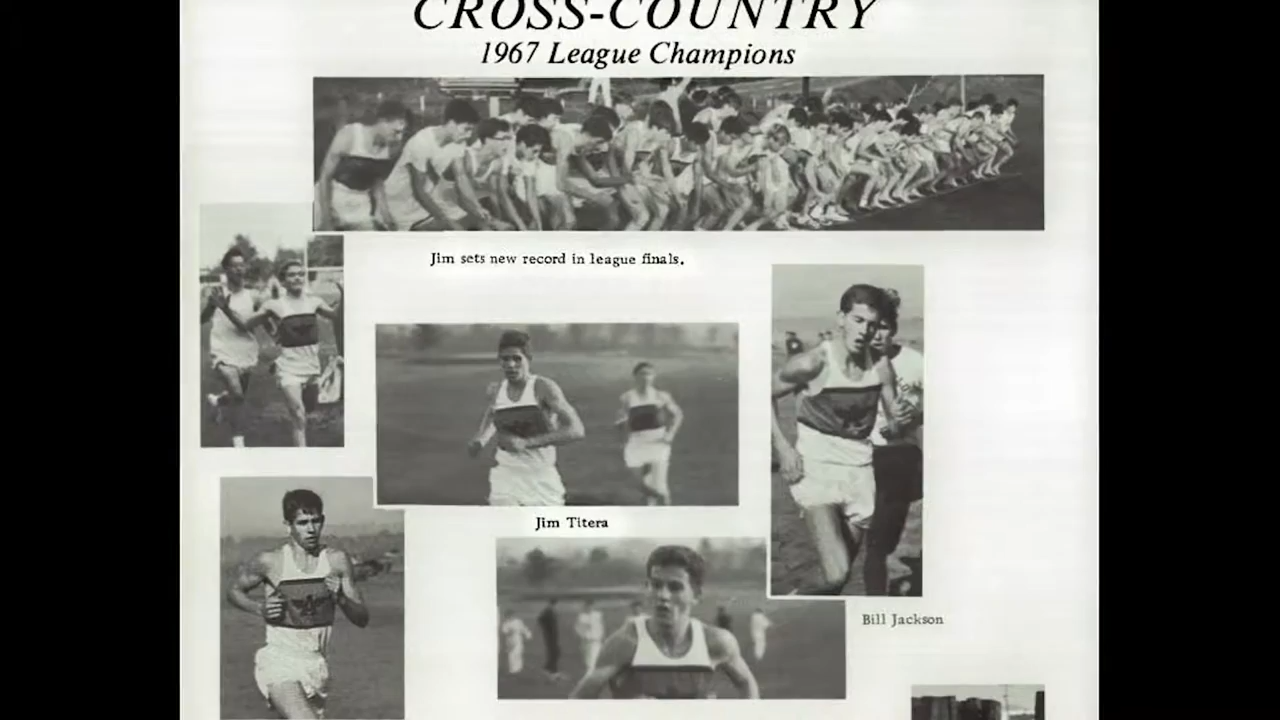 CROSS-COUNTRY
1967 League Champions
Jim sets new record in league finals.
Jim Titera
Bill Jackson